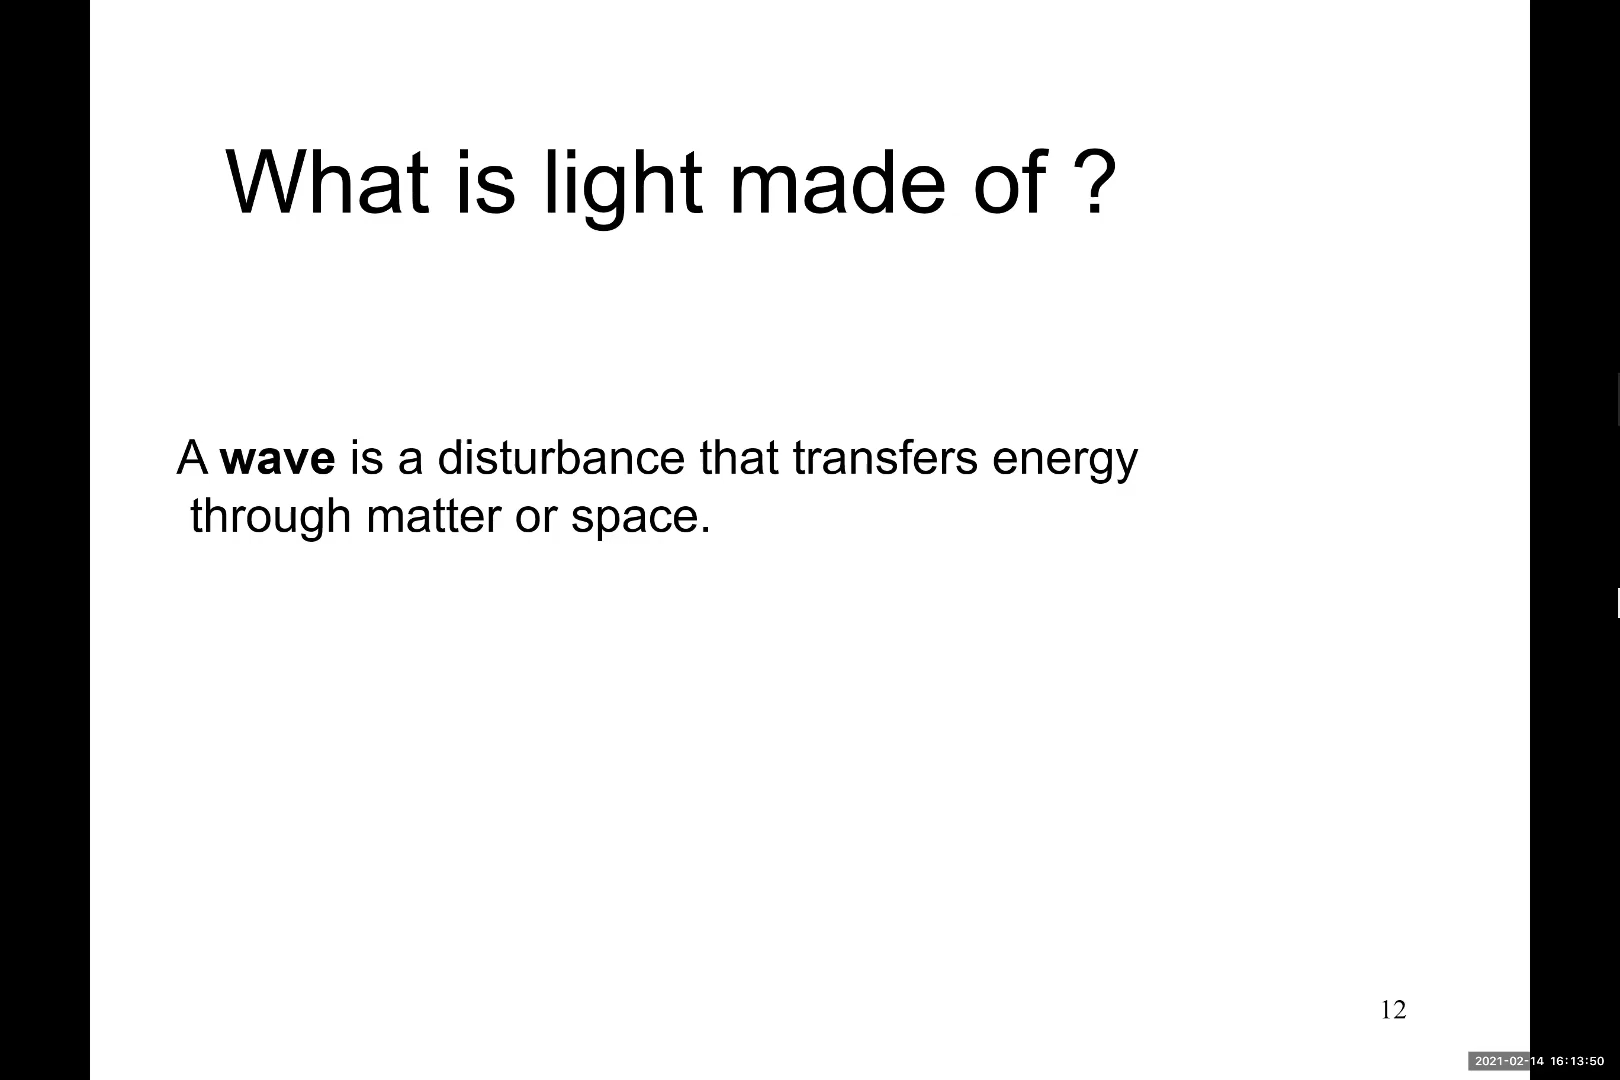 What is light made of ?
A wave is a disturbance that transfers energy
through matter or space.
12
2021-02-14 16:13:50